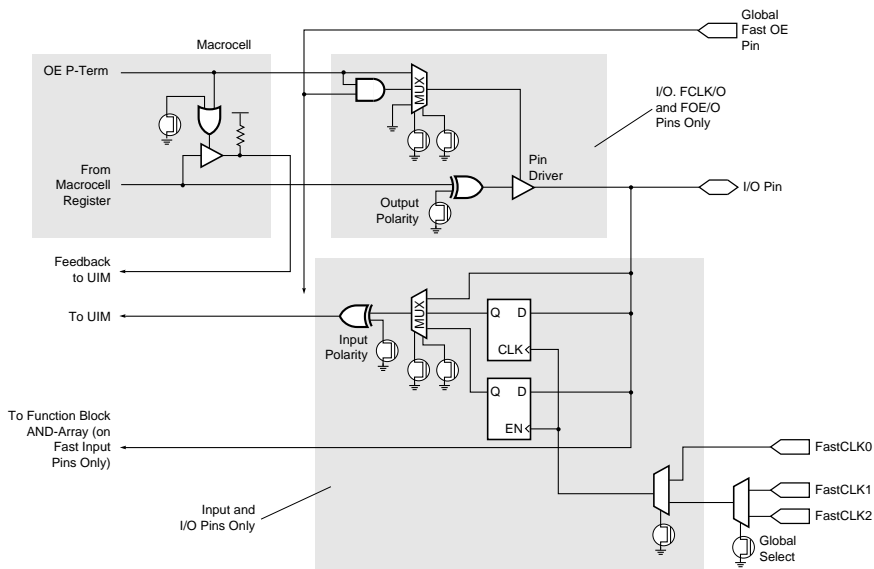 Global
Fast OE
Pin
Macrocell
OE P-Term
MUX
I/O. FCLK/O
and FOE/O
Pins Only
From
Macrocell
Register
Pin
Driver
I/O Pin
Output
Polarity
Feedback
to UIM
To UIM
MUX
Q D
CLK
Input
Polarity
Q D
EN
To Function Block
AND-Array (on
Fast Input
Pins Only)
FastCLK0
FastCLK1
FastCLK2
Input and
I/O Pins Only
Global
Select